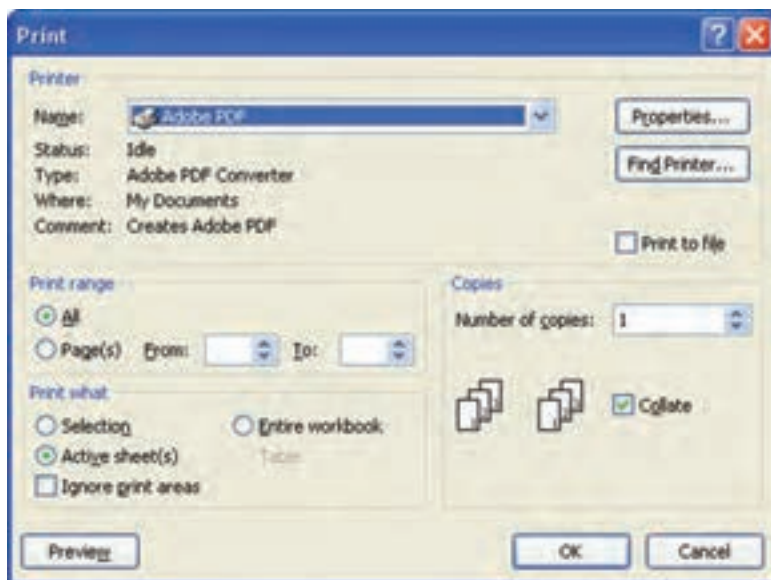 Print
Printer
Name: Adobe PDF
Properties...
Status: Idle
Find Printer...
Type: Adobe PDF Converter
Where: My Documents
Comment: Creates Adobe PDF
Print to file
Print range
All
Page(s) From: To:
Copies
Number of copies: 1
Collate
Print what
Selection
Entire workbook
Active sheet(s)
Table
Ignore print areas
Preview
OK
Cancel